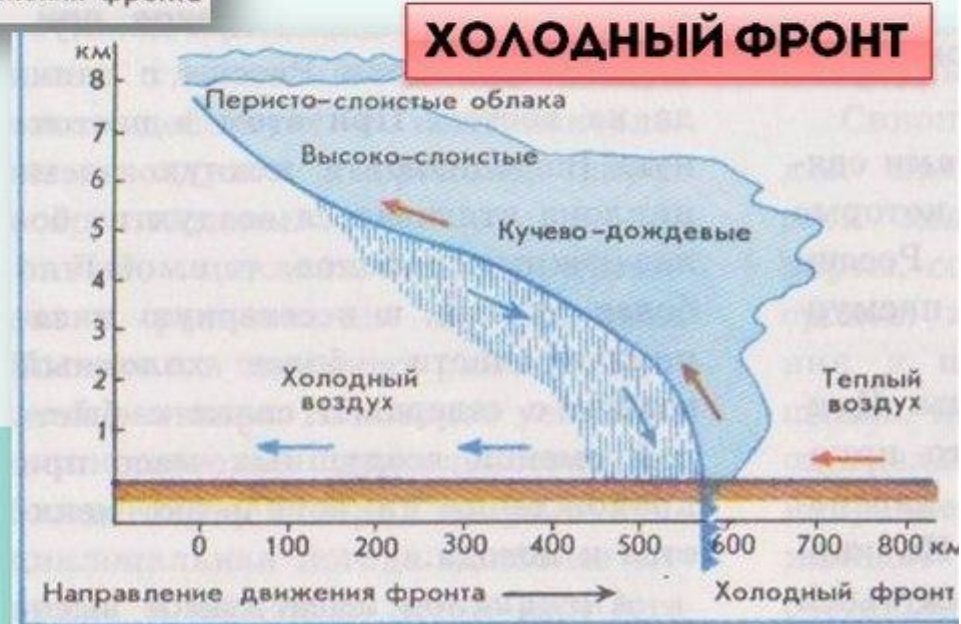 фронт
ХОЛОДНЫЙ ФРОНТ
км
8
7
6
5
4
3
2
1
Перисто-слоистые облака
Высоко-слоистые
Кучево-дождевые
Холодный
воздух
Теплый
воздух
0 100 200 300 400 500 600 700 800 км
Направление движения фронта
Холодный фронт